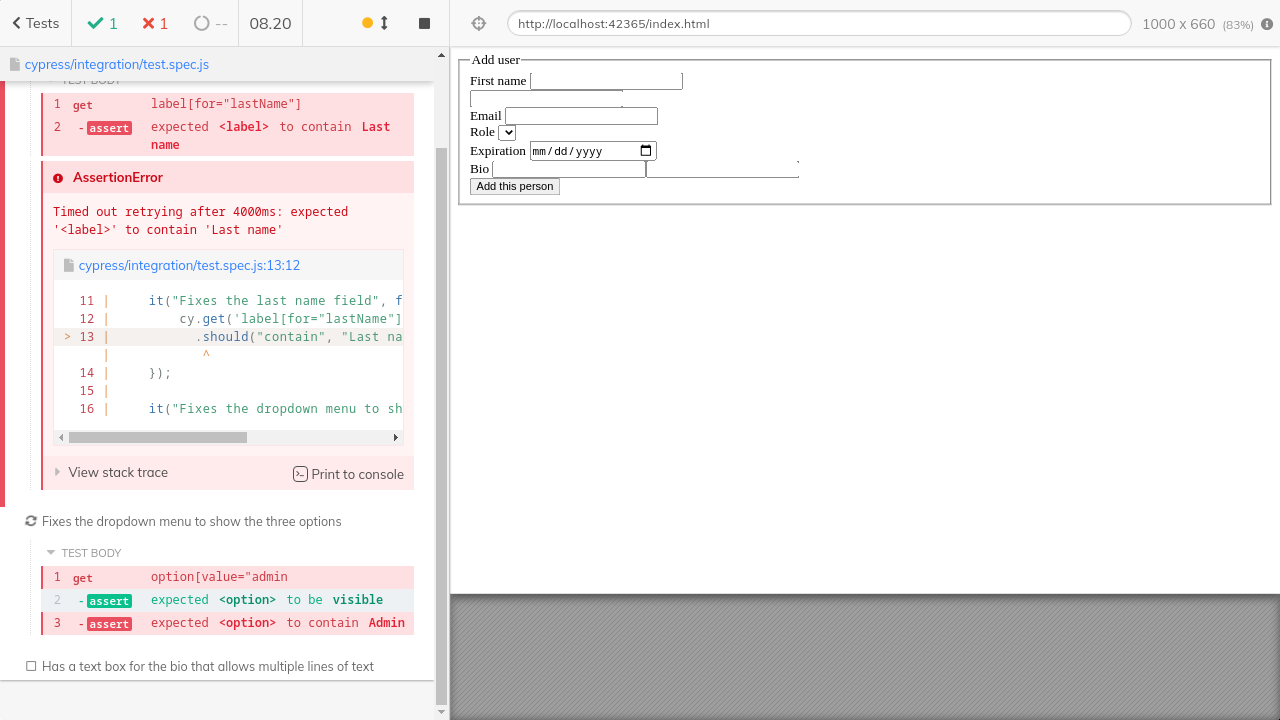 Tests
1
1
--
08.20
http://localhost:42365/index.html
1000 x 660 (83%)
cypress/integration/test.spec.js
TEST BODY
1 get label[for="lastName"]
2 -assert expected <label> to contain Last
name
AssertionError
Timed out retrying after 4000ms: expected
'<label>' to contain 'Last name'
cypress/integration/test.spec.js:13:12
11 | it("Fixes the last name field", f
12 | cy.get('label[for="lastName"]
> 13 | .should("contain", "Last na
| ^
14 | });
15 |
16 | it("Fixes the dropdown menu to sh
View stack trace
Print to console
Fixes the dropdown menu to show the three options
TEST BODY
1 get option[value="admin
2 -assert expected <option> to be visible
3 -assert expected <option> to contain Admin
Has a text box for the bio that allows multiple lines of text
Add user
First name
Email
Role
Expiration mm/dd/yyyy
Bio
Add this person